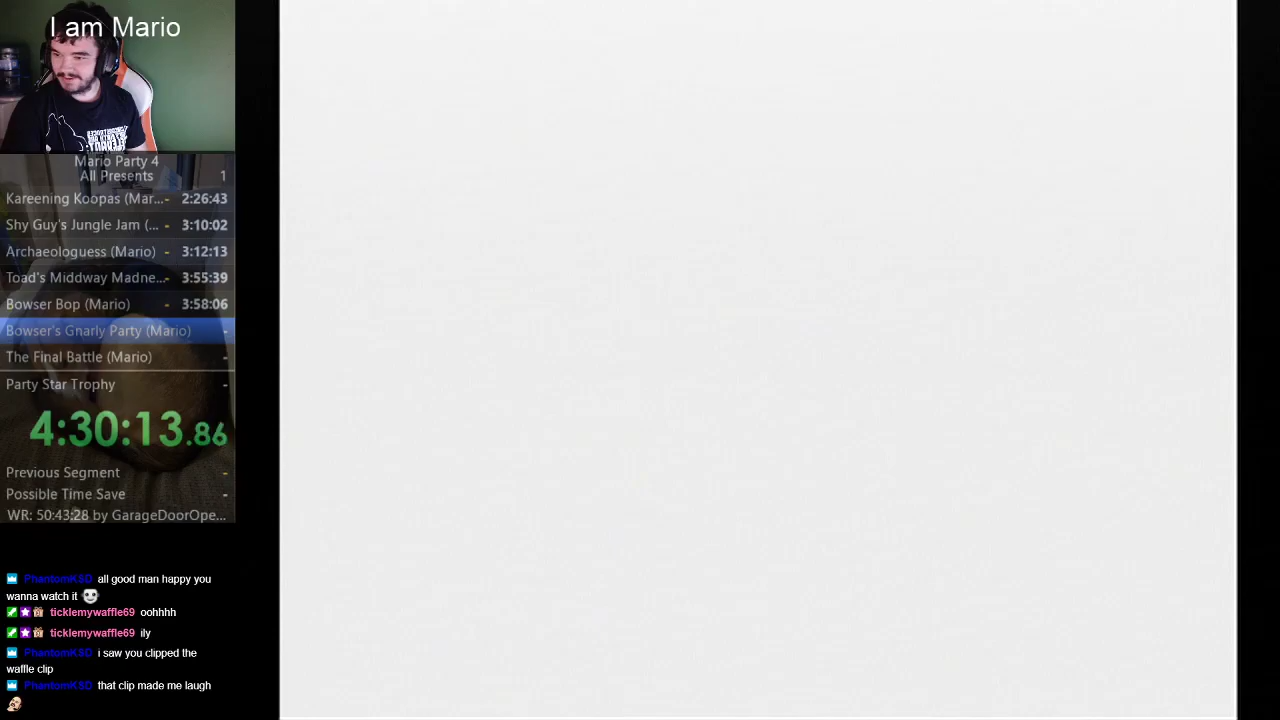 I am Mario
Mario Party 4
All Presents 1
Kareening Koopas (Mar... - 2:26:43
Shy Guy's Jungle Jam (... - 3:10:02
Archaeologuess (Mario) - 3:12:13
Toad's Middway Madne... - 3:55:39
Bowser Bop (Mario) - 3:58:06
Bowser's Gnarly Party (Mario) -
The Final Battle (Mario) -
Party Star Trophy -
4:30:13.86
Previous Segment -
Possible Time Save -
WR: 50:43:28 by GarageDoorOpe...
PhantomKSD all good man happy you
wanna watch it
ticklemywaffle69 oohhhh
ticklemywaffle69 ily
PhantomKSD i saw you clipped the
waffle clip
PhantomKSD that clip made me laugh